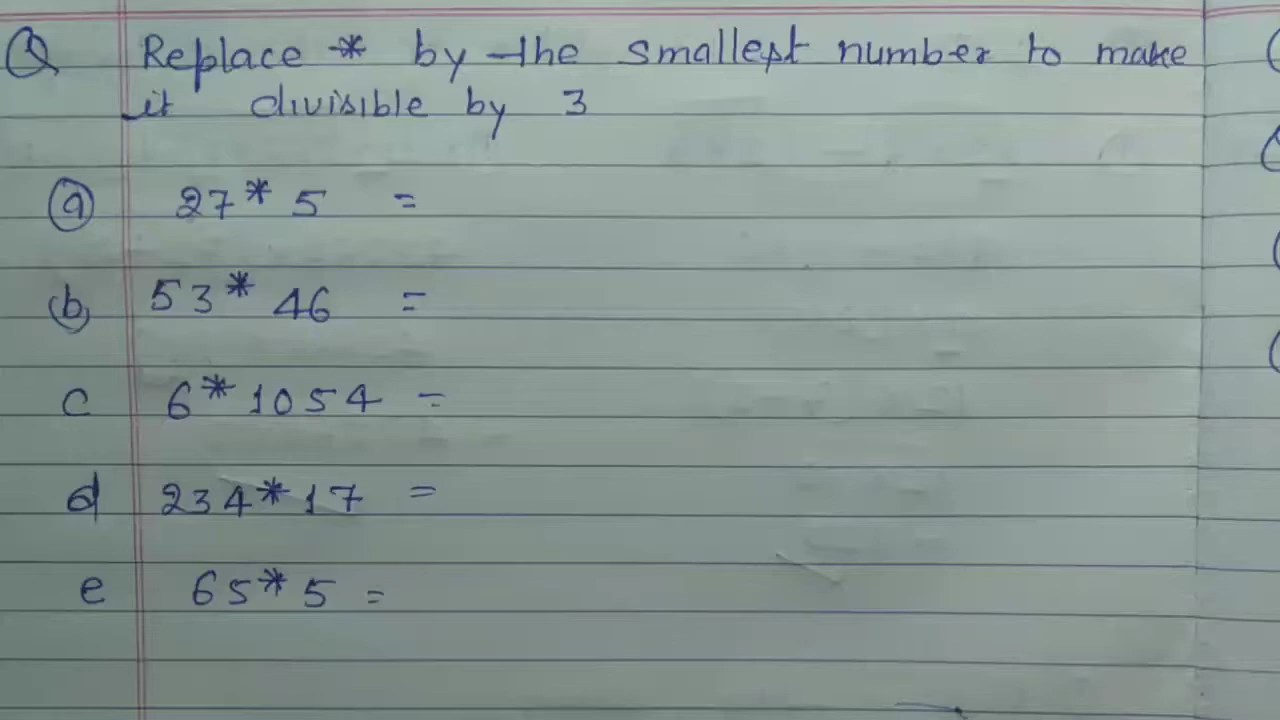 Q Replace * by the smallest number to make
it divisible by 3
a 27*5 =
b 53*46 =
c 6*1054 =
d 234*17 =
e 65*5 =